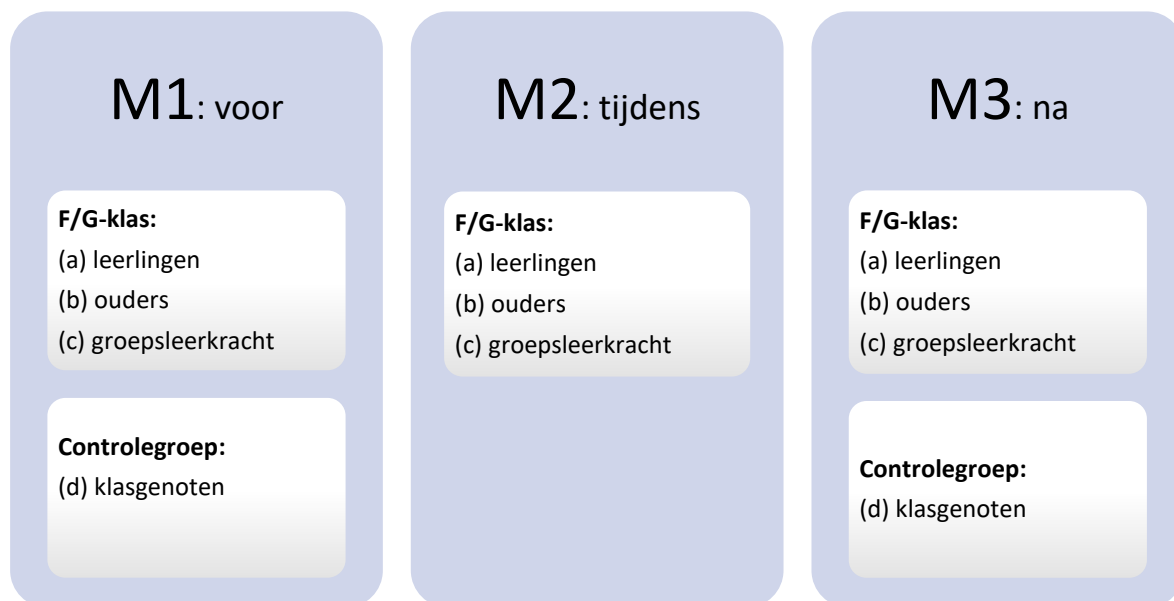 M1: voor
F/G-klas:
(a) leerlingen
(b) ouders
(c) groepsleerkracht
Controlegroep:
(d) klasgenoten
M2: tijdens
F/G-klas:
(a) leerlingen
(b) ouders
(c) groepsleerkracht
M3: na
F/G-klas:
(a) leerlingen
(b) ouders
(c) groepsleerkracht
Controlegroep:
(d) klasgenoten